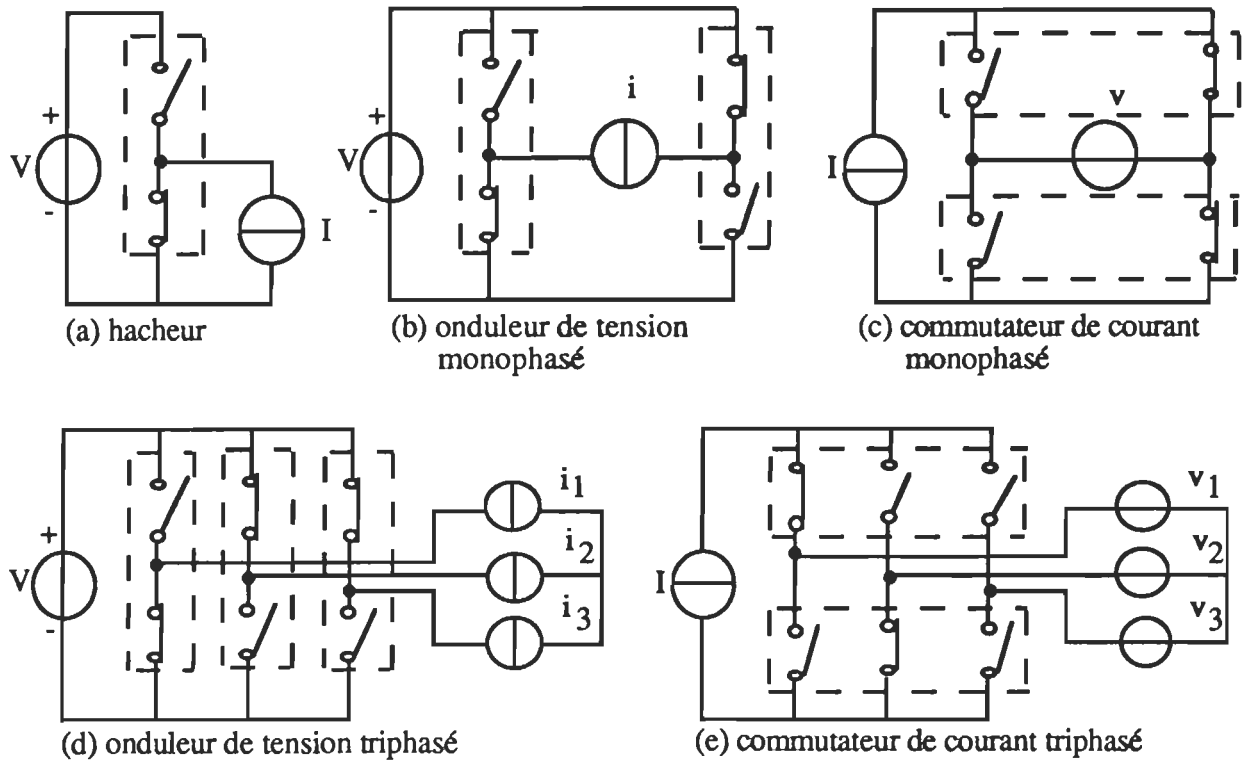 +
V
-
I
(a) hacheur
+
V
-
i
(b) onduleur de tension
monophasé
I
v
(c) commutateur de courant
monophasé
+
V
-
i1
i2
i3
(d) onduleur de tension triphasé
I
v1
v2
v3
(e) commutateur de courant triphasé